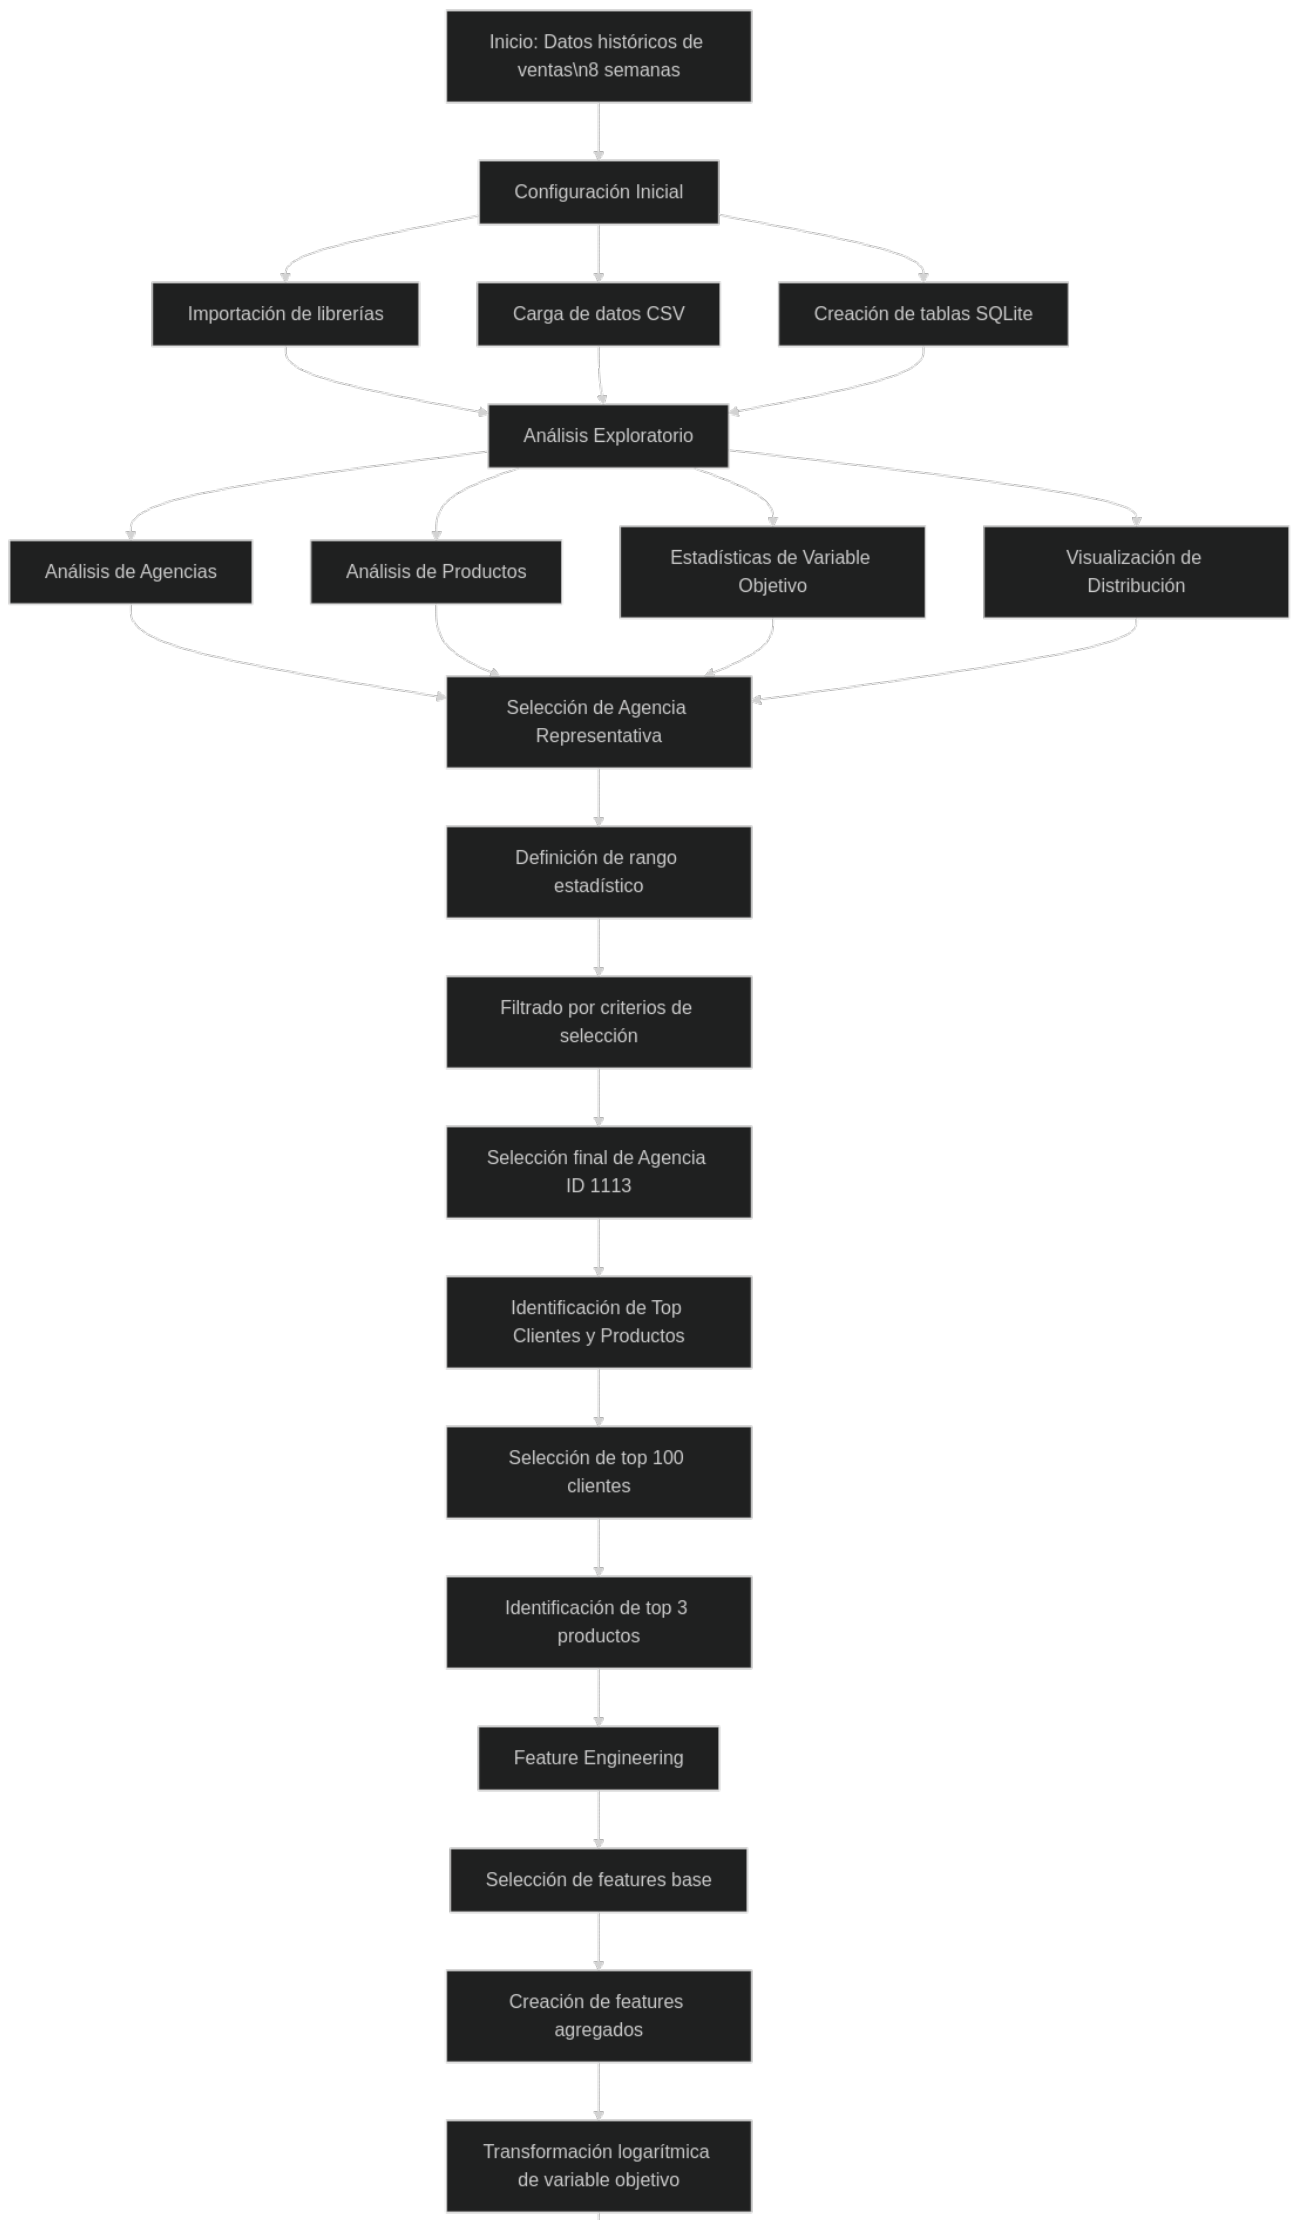 Inicio: Datos históricos de
ventas\n8 semanas
Configuración Inicial
Importación de librerías
Carga de datos CSV
Creación de tablas SQLite
Análisis Exploratorio
Análisis de Agencias
Análisis de Productos
Estadísticas de Variable
Objetivo
Visualización de
Distribución
Selección de Agencia
Representativa
Definición de rango
estadístico
Filtrado por criterios de
selección
Selección final de Agencia
ID 1113
Identificación de Top
Clientes y Productos
Selección de top 100
clientes
Identificación de top 3
productos
Feature Engineering
Selección de features base
Creación de features
agregados
Transformación logarítmica
de variable objetivo